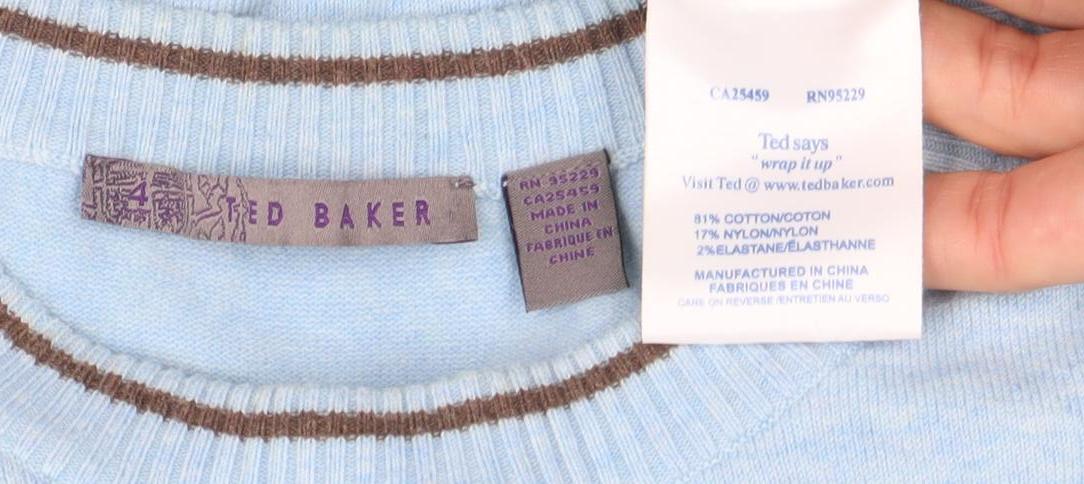 4
TED BAKER
RN 95229
CA25459
MADE IN
CHINA
FABRIQUE EN
CHINE
CA25459 RN95229
Ted says
"wrap it up"
Visit Ted @ www.tedbaker.com
81% COTTON/COTON
17% NYLON/NYLON
2%ELASTANE/ÉLASTHANNE
MANUFACTURED IN CHINA
FABRIQUES EN CHINE
CARE ON REVERSE /ENTRETIEN AU VERSO